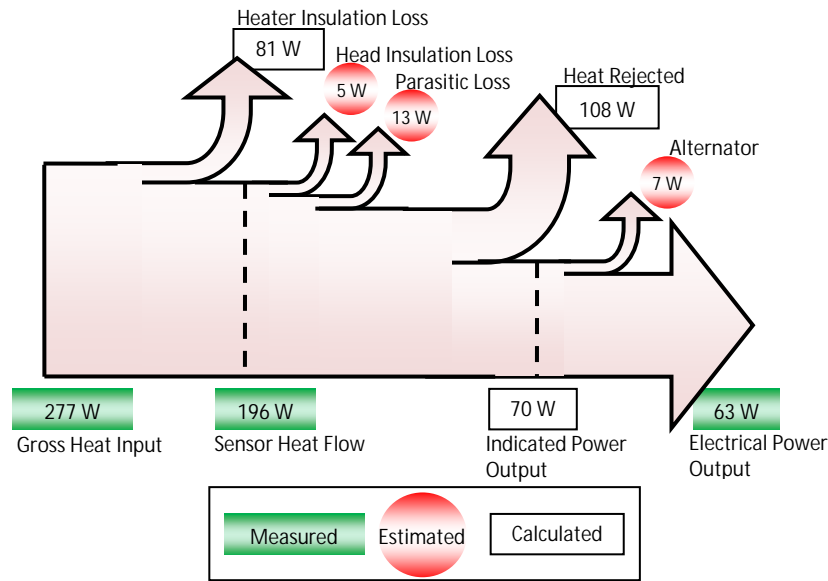 Heater Insulation Loss
81 W
Head Insulation Loss
5 W
Parasitic Loss
13 W
Heat Rejected
108 W
Alternator
7 W
277 W
Gross Heat Input
196 W
Sensor Heat Flow
70 W
Indicated Power
Output
63 W
Electrical Power
Output
Measured
Estimated
Calculated